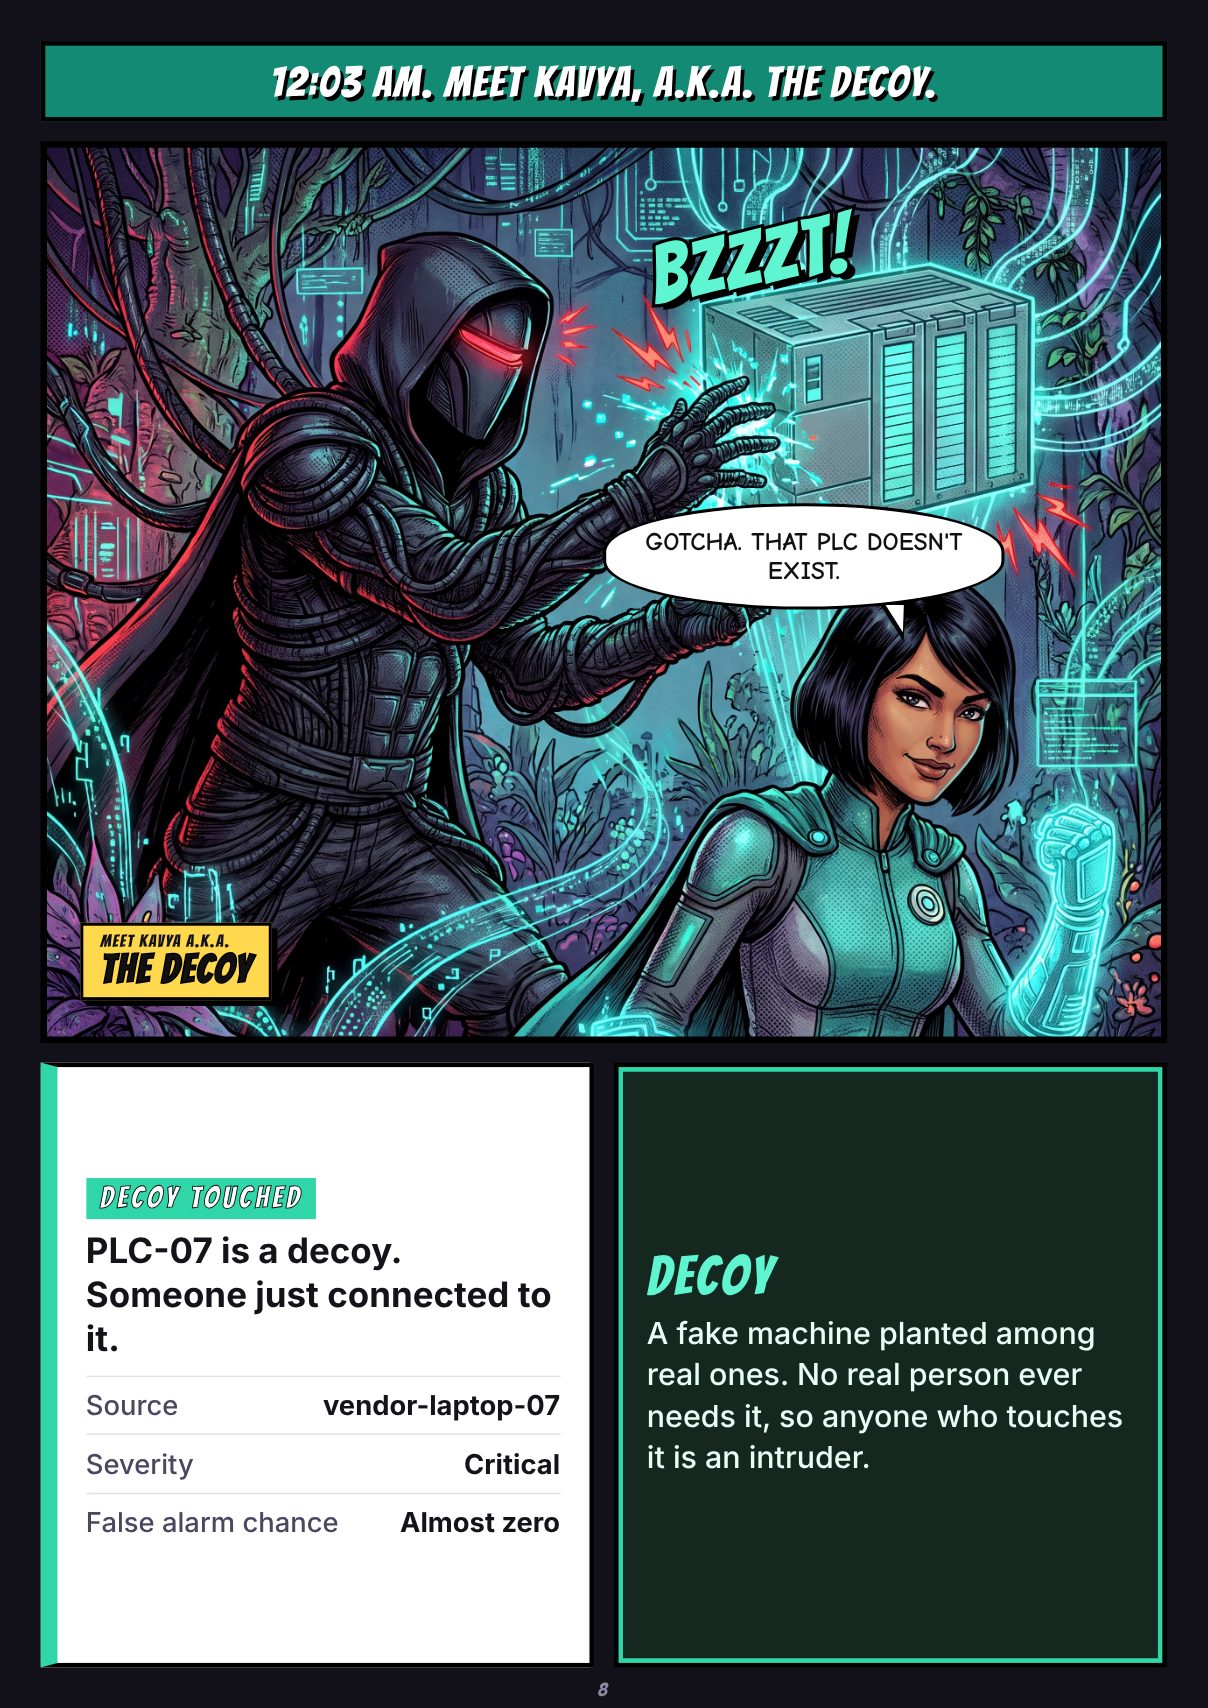 12:03 AM. MEET KAVYA, A.K.A. THE DECOY.
BZZZT!
GOTCHA. THAT PLC DOESN'T
EXIST.
MEET KAVYA A.K.A.
THE DECOY
DECOY TOUCHED
PLC-07 is a decoy.
Someone just connected to
it.
Source vendor-laptop-07
Severity Critical
False alarm chance Almost zero
DECOY
A fake machine planted among
real ones. No real person ever
needs it, so anyone who touches
it is an intruder.
8